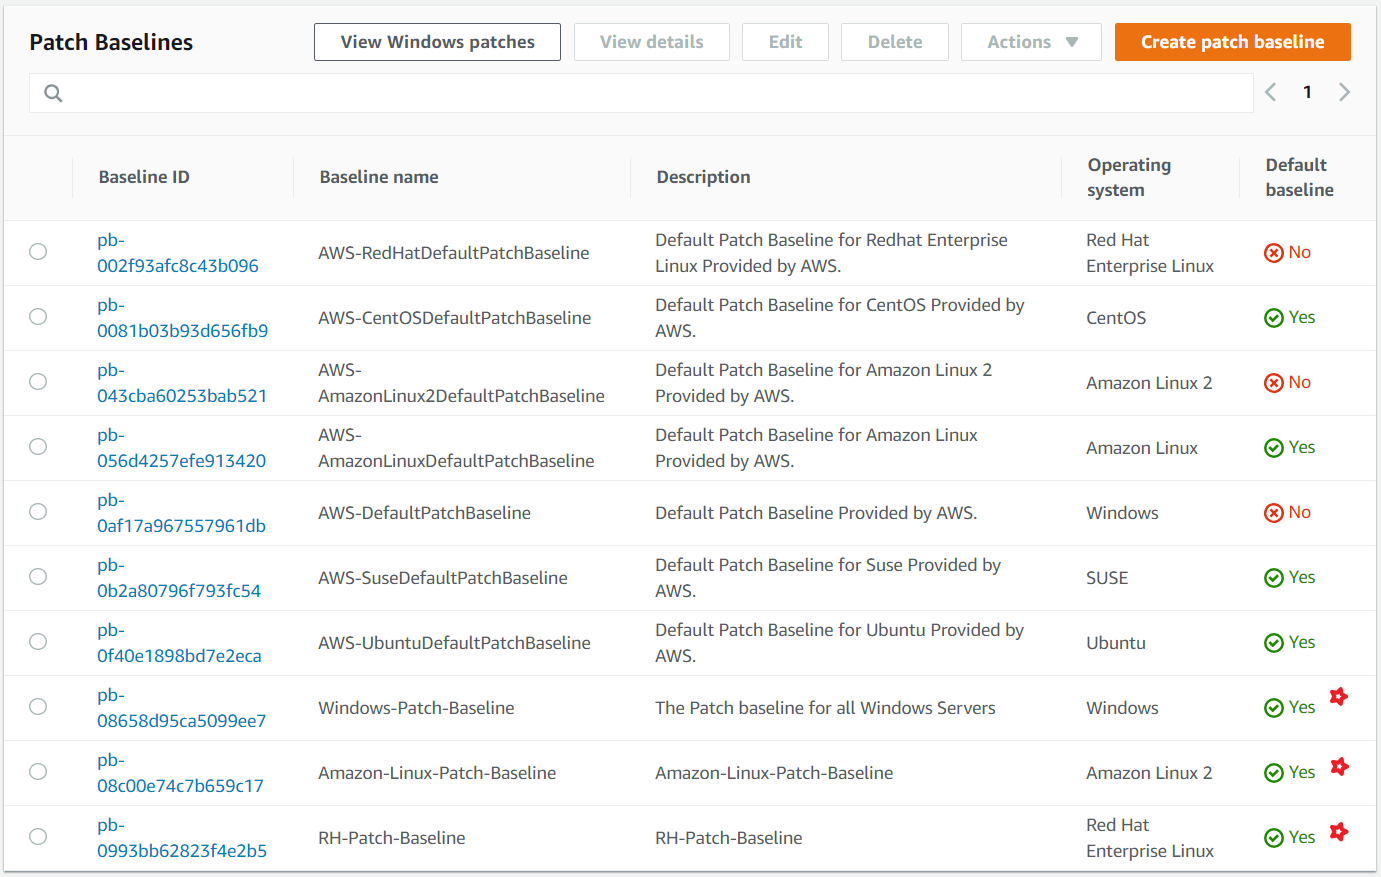 Patch Baselines
View Windows patches
View details
Edit
Delete
Actions
Create patch baseline
1
Baseline ID
Baseline name
Description
Operating
system
Default
baseline
pb-
002f93afc8c43b096
AWS-RedHatDefaultPatchBaseline
Default Patch Baseline for Redhat Enterprise
Linux Provided by AWS.
Red Hat
Enterprise Linux
No
pb-
0081b03b93d656fb9
AWS-CentOSDefaultPatchBaseline
Default Patch Baseline for CentOS Provided by
AWS.
CentOS
Yes
pb-
043cba60253bab521
AWS-
AmazonLinux2DefaultPatchBaseline
Default Patch Baseline for Amazon Linux 2
Provided by AWS.
Amazon Linux 2
No
pb-
056d4257efe913420
AWS-
AmazonLinuxDefaultPatchBaseline
Default Patch Baseline for Amazon Linux
Provided by AWS.
Amazon Linux
Yes
pb-
0af17a967557961db
AWS-DefaultPatchBaseline
Default Patch Baseline Provided by AWS.
Windows
No
pb-
0b2a80796f793fc54
AWS-SuseDefaultPatchBaseline
Default Patch Baseline for Suse Provided by
AWS.
SUSE
Yes
pb-
0f40e1898bd7e2eca
AWS-UbuntuDefaultPatchBaseline
Default Patch Baseline for Ubuntu Provided by
AWS.
Ubuntu
Yes
pb-
08658d95ca5099ee7
Windows-Patch-Baseline
The Patch baseline for all Windows Servers
Windows
Yes
pb-
08c00e74c7b659c17
Amazon-Linux-Patch-Baseline
Amazon-Linux-Patch-Baseline
Amazon Linux 2
Yes
pb-
0993bb62823f4e2b5
RH-Patch-Baseline
RH-Patch-Baseline
Red Hat
Enterprise Linux
Yes